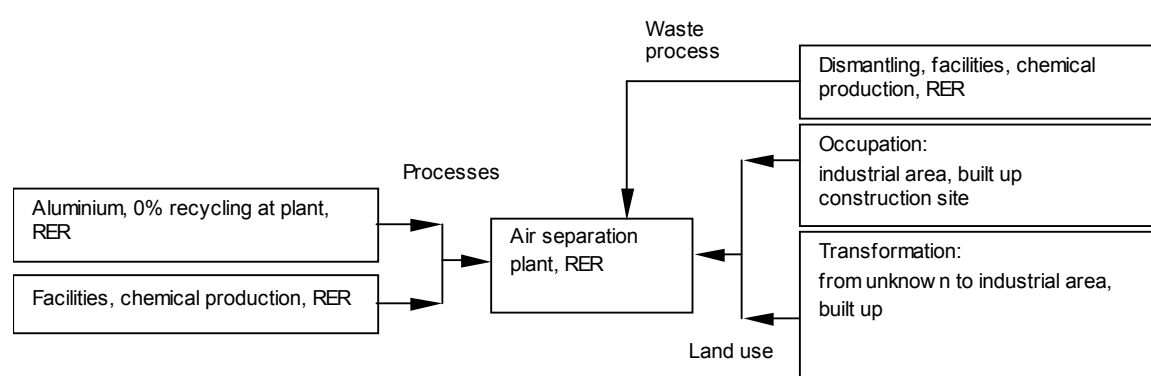 Waste
process
Dismantling, facilities, chemical
production, RER
Occupation:
industrial area, built up
construction site
Processes
Aluminium, 0% recycling at plant,
RER
Air separation
plant, RER
Transformation:
from unknown to industrial area,
built up
Facilities, chemical production, RER
Land use